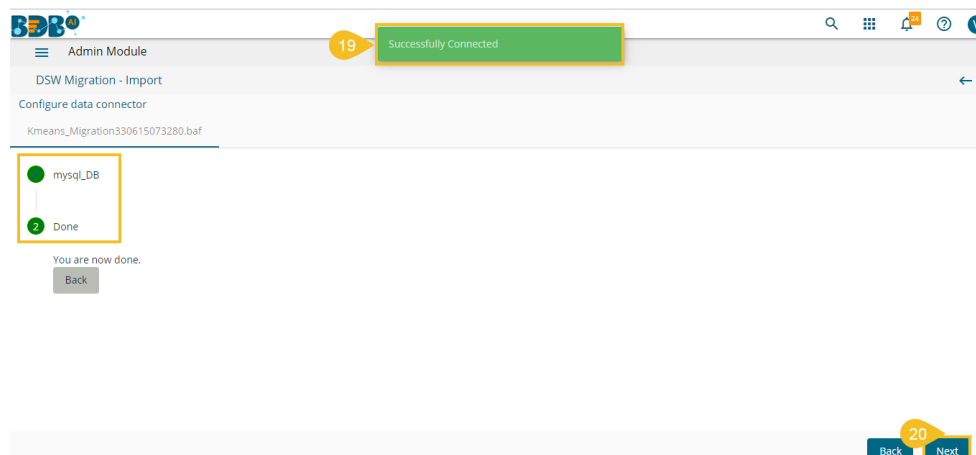 BDB AI
24
19
Successfully Connected
Admin Module
DSW Migration - Import
Configure data connector
Kmeans_Migration330615073280.baf
mysql_DB
2 Done
You are now done.
Back
20
Back Next